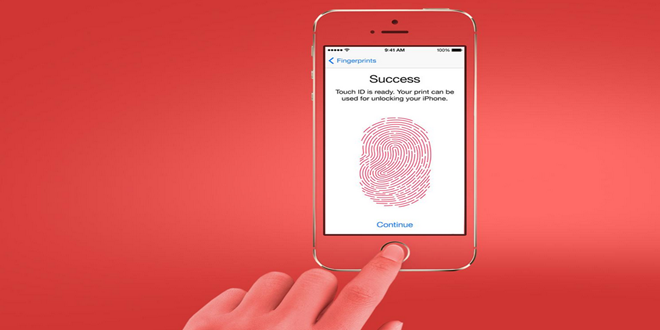 9:41 AM 100%
Fingerprints
Success
Touch ID is ready. Your print can be
used for unlocking your iPhone.
Continue